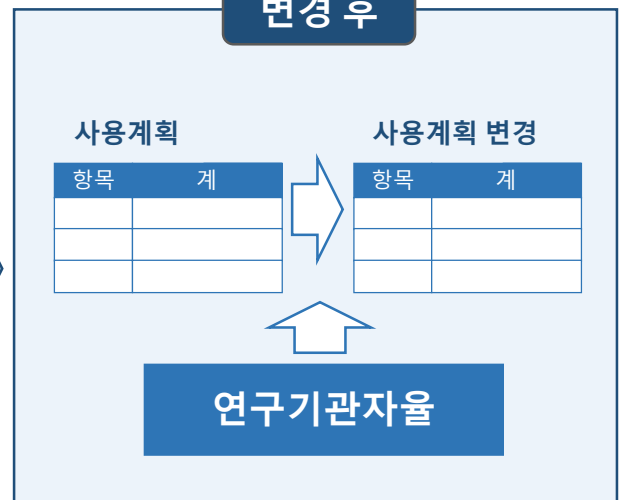 변경 후
사용계획
사용계획 변경
항목 계
항목 계
연구기관자율